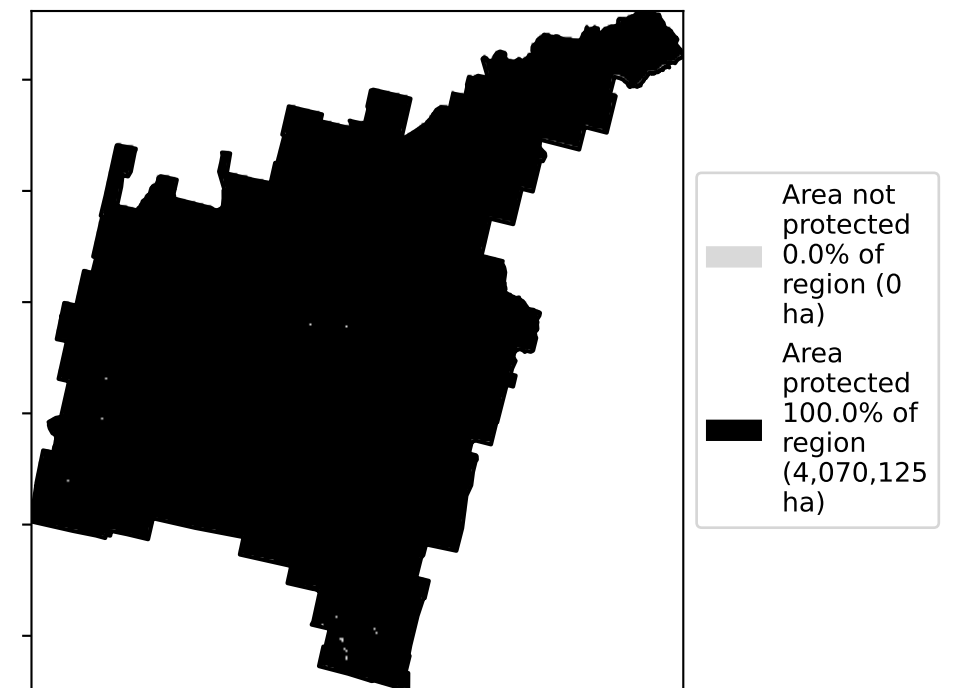 Area not
protected
0.0% of
region (0
ha)
Area
protected
100.0% of
region
(4,070,125
ha)